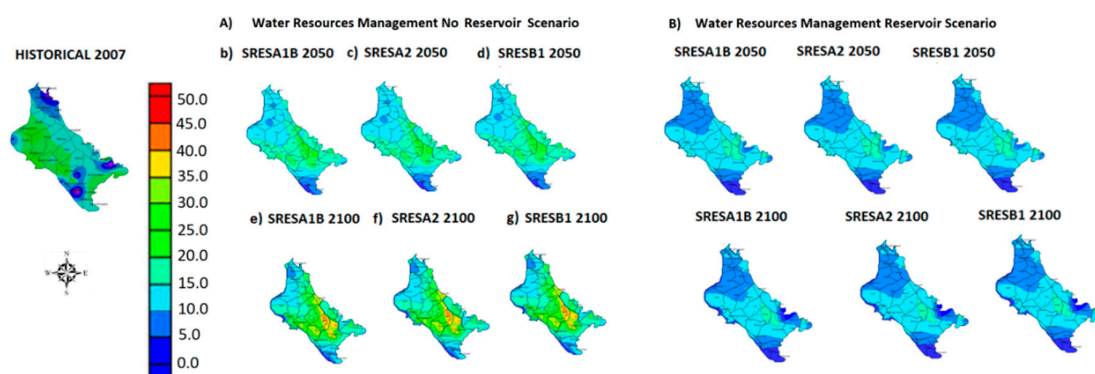 A) Water Resources Management No Reservoir Scenario
B) Water Resources Management Reservoir Scenario
HISTORICAL 2007
b) SRESA1B 2050
c) SRESA2 2050
d) SRESB1 2050
SRESA1B 2050
SRESA2 2050
SRESB1 2050
50.0
45.0
40.0
35.0
30.0
25.0
20.0
15.0
10.0
5.0
0.0
N
W
E
S
e) SRESA1B 2100
f) SRESA2 2100
g) SRESB1 2100
SRESA1B 2100
SRESA2 2100
SRESB1 2100